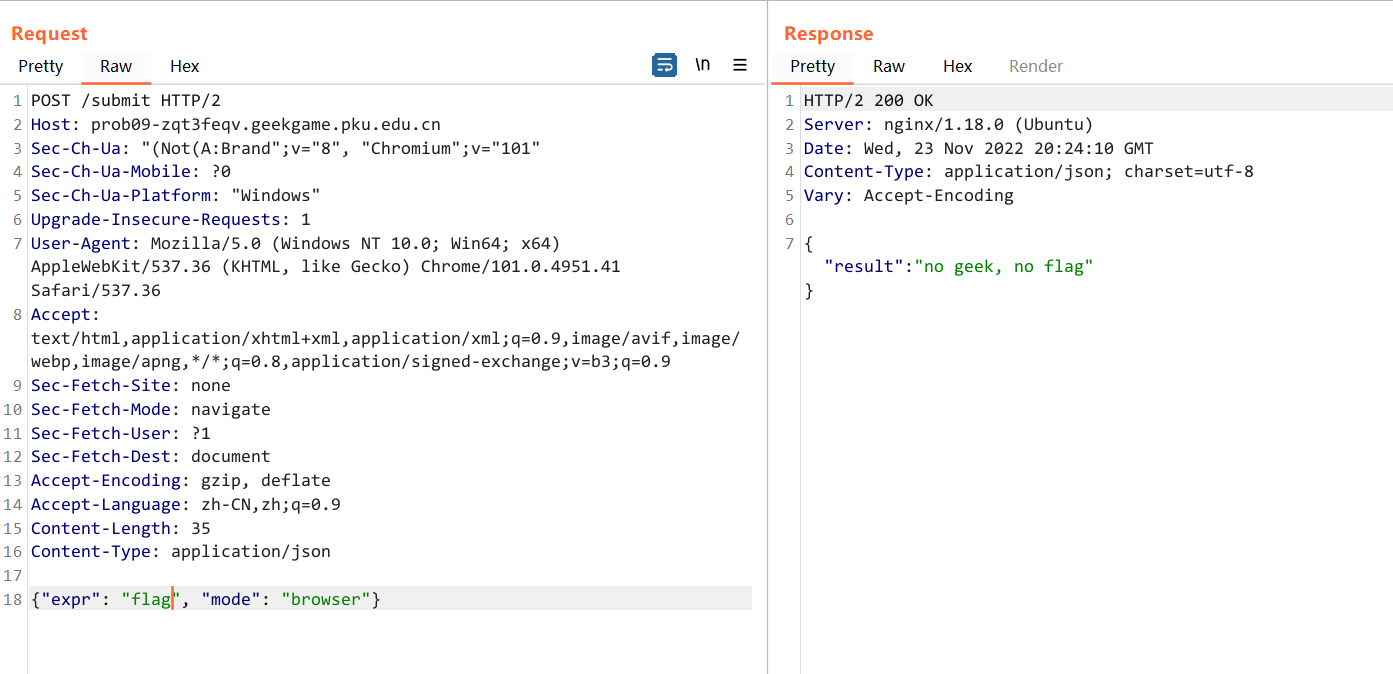 Request
Pretty Raw Hex \n
1 POST /submit HTTP/2
2 Host: prob09-zqt3feqv.geekgame.pku.edu.cn
3 Sec-Ch-Ua: "(Not(A:Brand";v="8", "Chromium";v="101"
4 Sec-Ch-Ua-Mobile: ?0
5 Sec-Ch-Ua-Platform: "Windows"
6 Upgrade-Insecure-Requests: 1
7 User-Agent: Mozilla/5.0 (Windows NT 10.0; Win64; x64)
AppleWebKit/537.36 (KHTML, like Gecko) Chrome/101.0.4951.41
Safari/537.36
8 Accept:
text/html,application/xhtml+xml,application/xml;q=0.9,image/avif,image/
webp,image/apng,*/*;q=0.8,application/signed-exchange;v=b3;q=0.9
9 Sec-Fetch-Site: none
10 Sec-Fetch-Mode: navigate
11 Sec-Fetch-User: ?1
12 Sec-Fetch-Dest: document
13 Accept-Encoding: gzip, deflate
14 Accept-Language: zh-CN,zh;q=0.9
15 Content-Length: 35
16 Content-Type: application/json
17
18 {"expr": "flag", "mode": "browser"}
Response
Pretty Raw Hex Render
1 HTTP/2 200 OK
2 Server: nginx/1.18.0 (Ubuntu)
3 Date: Wed, 23 Nov 2022 20:24:10 GMT
4 Content-Type: application/json; charset=utf-8
5 Vary: Accept-Encoding
6
7 {
"result":"no geek, no flag"
}